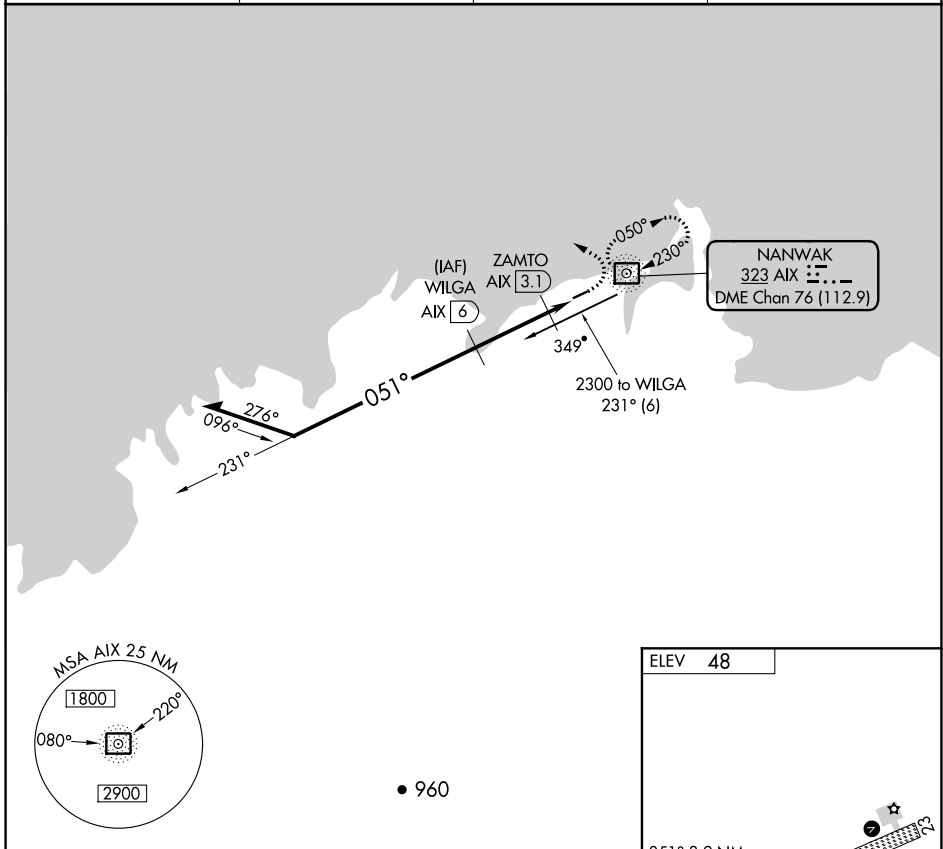 050°
230°
NANWAK
323 AIX
DME Chan 76 (112.9)
(IAF)
WILGA
AIX 6
ZAMTO
AIX 3.1
349°
2300 to WILGA
231° (6)
051°
276°
096°
231°
MSA AIX 25 NM
1800
220°
080°
2900
960
ELEV 48
23